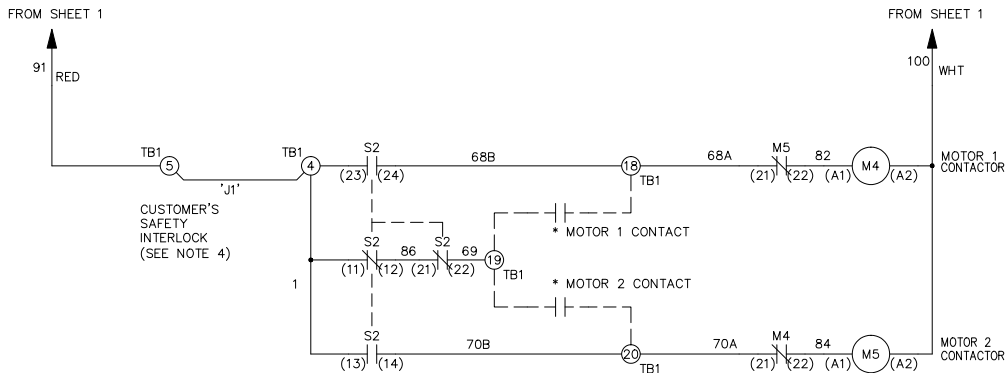 FROM SHEET 1
FROM SHEET 1
91
RED
100
WHT
TB1
5
TB1
4
S2
(23)
(24)
68B
18
TB1
68A
M5
(21)
(22)
82
(A1)
M4
(A2)
MOTOR 1
CONTACTOR
'J1'
CUSTOMER'S
SAFETY
INTERLOCK
(SEE NOTE 4)
* MOTOR 1 CONTACT
S2
(11)
(12)
86
S2
(21)
(22)
69
19
TB1
1
* MOTOR 2 CONTACT
S2
(13)
(14)
70B
20
TB1
70A
M4
(21)
(22)
84
(A1)
M5
(A2)
MOTOR 2
CONTACTOR